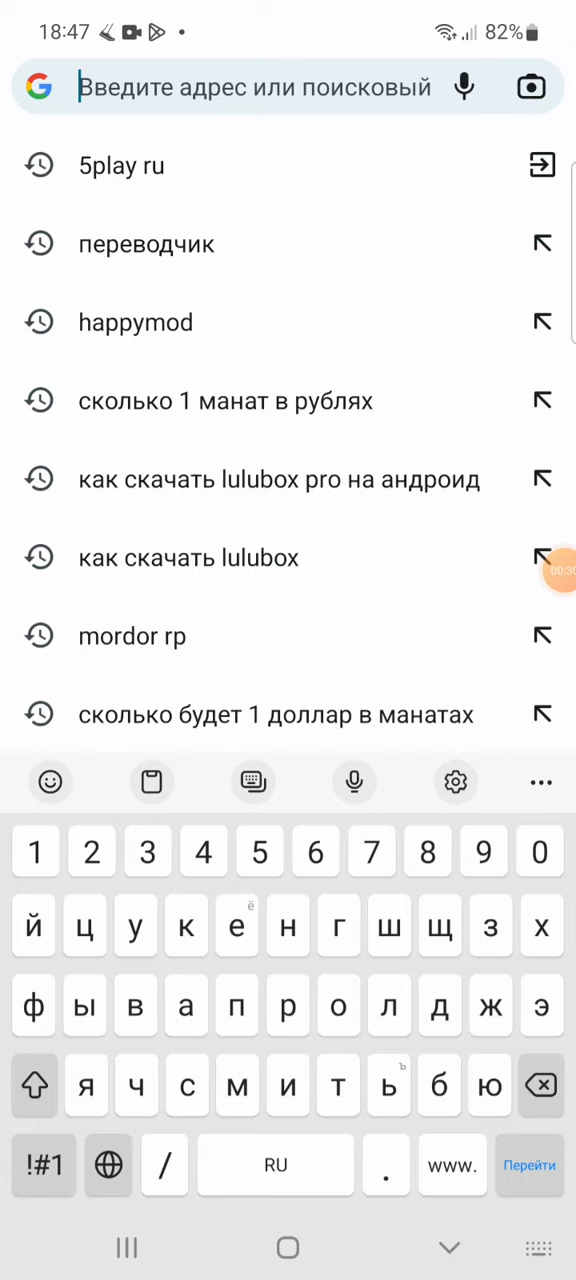 18:47
82%
Введите адрес или поисковый
5play ru
переводчик
happymod
сколько 1 манат в рублях
как скачать lulubox pro на андроид
как скачать lulubox
00:30
mordor rp
сколько будет 1 доллар в манатах
1 2 3 4 5 6 7 8 9 0
й ц у к е ё н г ш щ з х
ф ы в а п р о л д ж э
я ч с м и т ь ъ б ю
!#1 / RU . www. Перейти